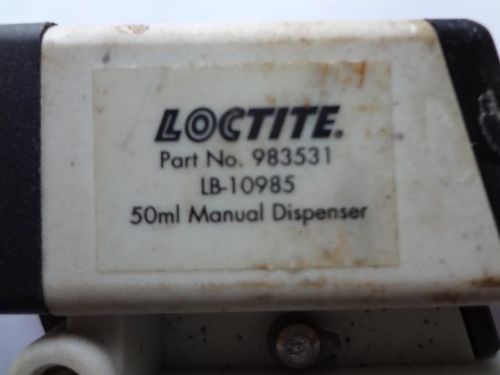 LOCTITE.
Part No. 983531
LB-10985
50ml Manual Dispenser